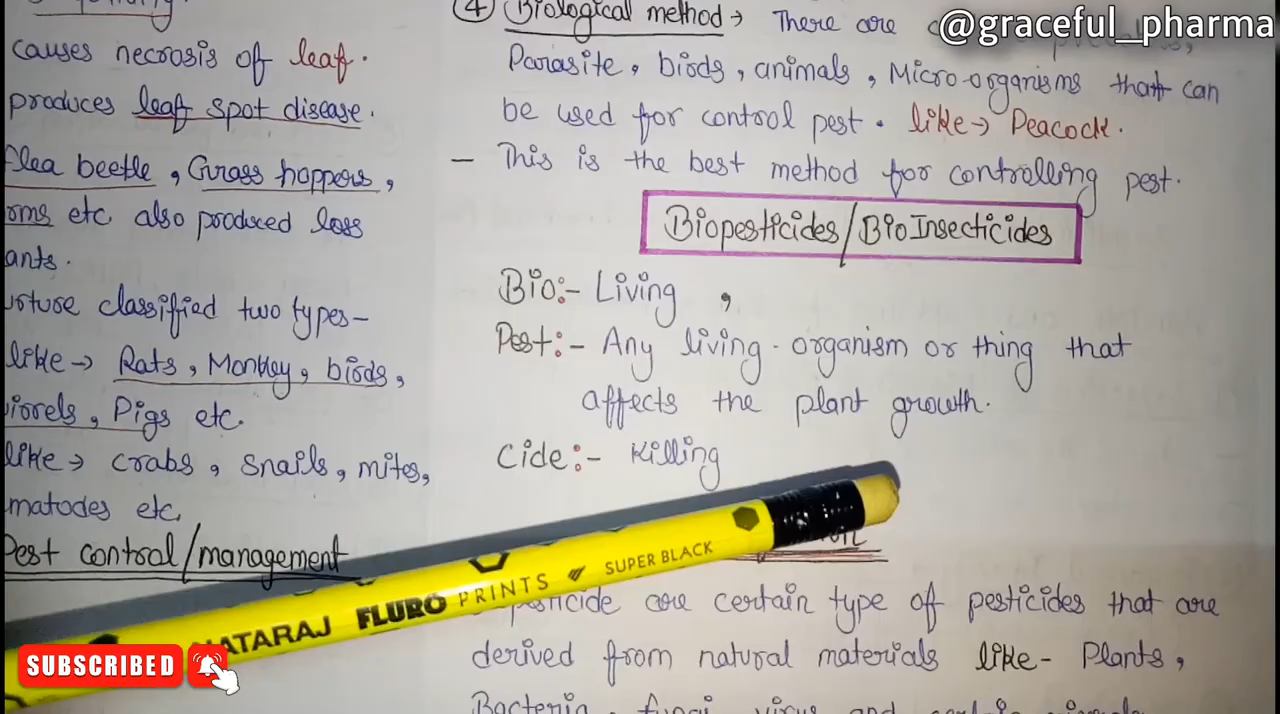 causes necrosis of leaf.
produces leaf spot disease.
Flea beetle, Grass hoppers,
etc also produced loss
classified two types-
like → Rats, Monkey, birds,
Pigs etc.
like → crabs, snails, mites,
etc.
Pest control/management
④ Biological method → There are
@graceful_pharma
Parasite, birds, animals, Micro-organisms that can
be used for control pest. like → Peacock.
- This is the best method for controlling pest.
Biopesticides/BioInsecticides
Bio:- Living,
Pest:- Any living organism or thing that
affects the plant growth.
Cide:- Killing
are certain type of pesticides that are
derived from natural materials like- Plants,
Bacteria, fungi, virus and
NATARAJ FLURO PRINTS SUPER BLACK
SUBSCRIBED